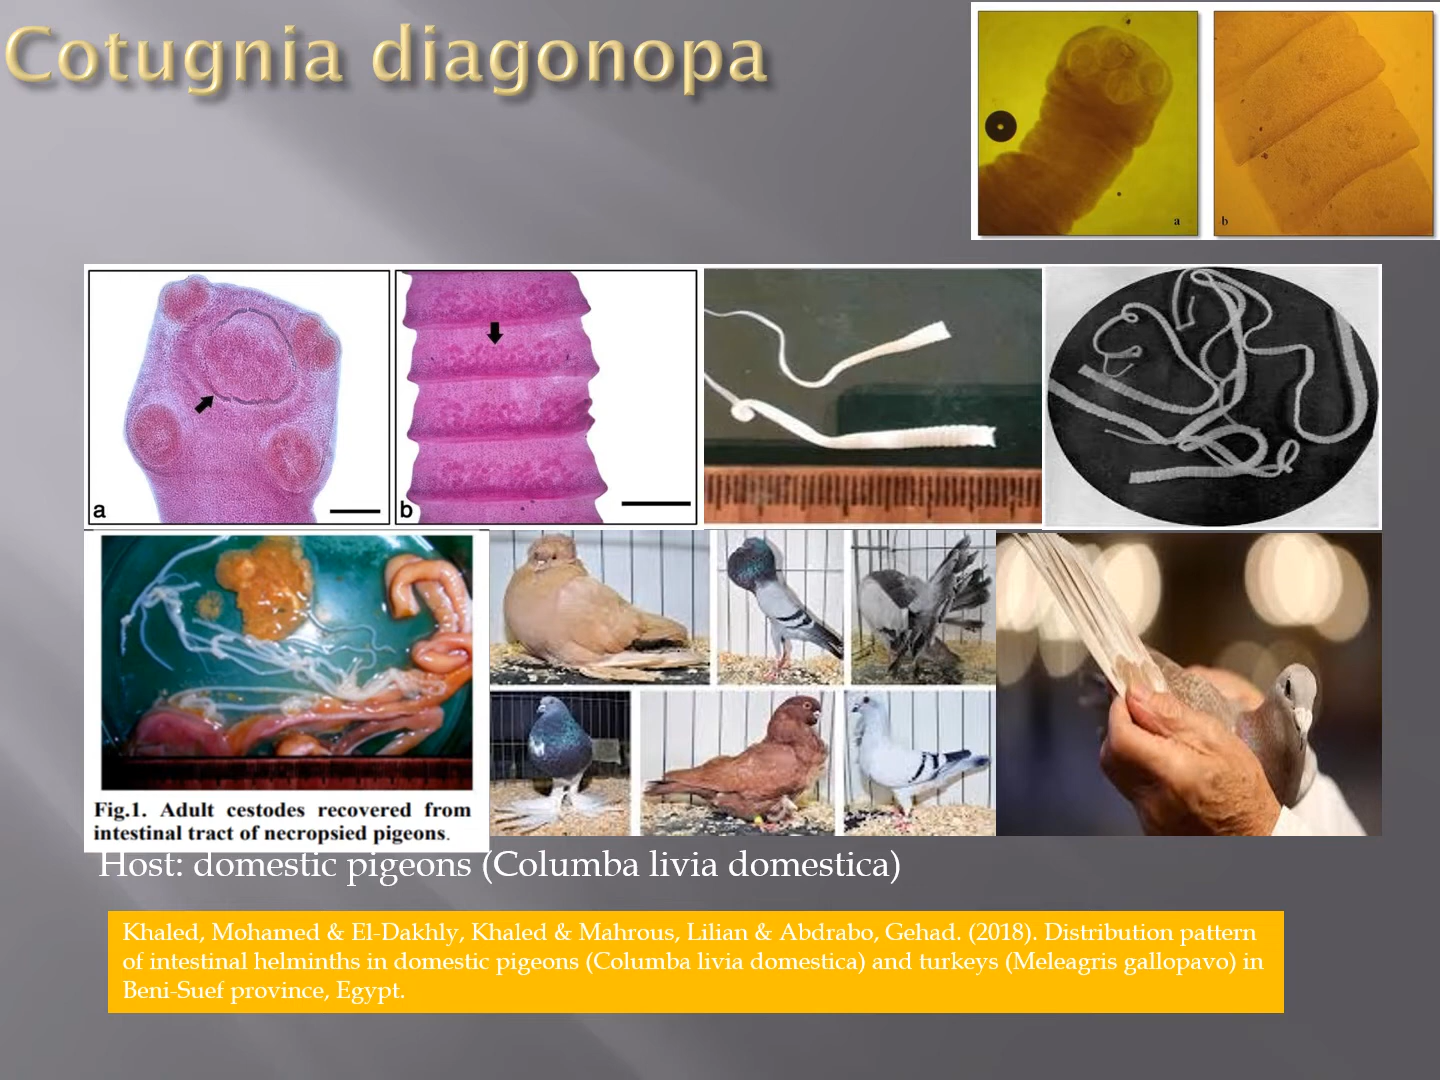 Cotugnia diagonopa
a
b
a
b
Fig.1. Adult cestodes recovered from
intestinal tract of necropsied pigeons.
Host: domestic pigeons (Columba livia domestica)
Khaled, Mohamed & El-Dakhly, Khaled & Mahrous, Lilian & Abdrabo, Gehad. (2018). Distribution pattern
of intestinal helminths in domestic pigeons (Columba livia domestica) and turkeys (Meleagris gallopavo) in
Beni-Suef province, Egypt.